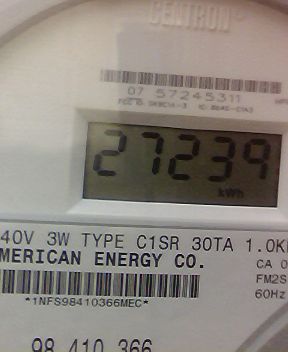 CENTRON
07 57245311
27239
kWh
40V 3W TYPE C1SR 30TA 1.0K
MERICAN ENERGY CO.
CA 0
FM2S
60Hz
*1NFS98410366MEC*
98 410 366